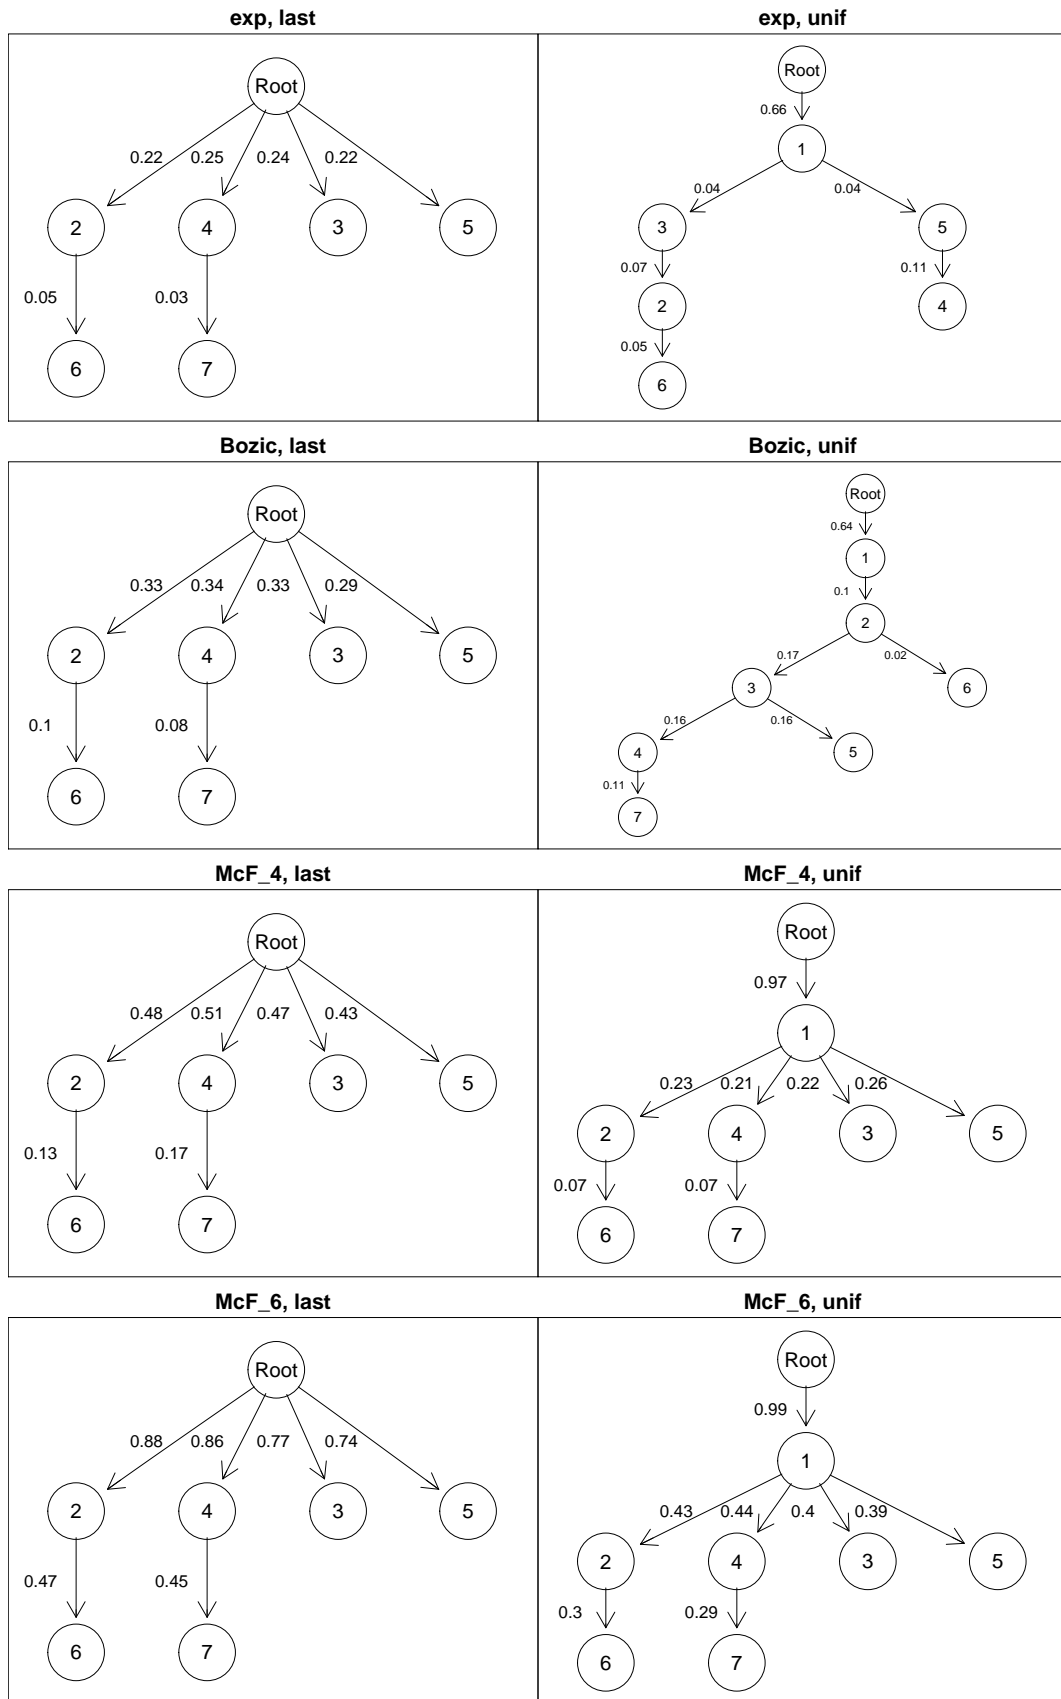 exp, last
Root
0.22 0.25 0.24 0.22
2 4 3 5
0.05 0.03
6 7
exp, unif
Root
0.66
1
0.04 0.04
3 5
0.07 0.11
2 4
0.05
6
Bozic, last
Root
0.33 0.34 0.33 0.29
2 4 3 5
0.1 0.08
6 7
Bozic, unif
Root
0.64
1
0.1
2
0.17 0.02
3 6
0.16 0.16
4 5
0.11
7
McF_4, last
Root
0.48 0.51 0.47 0.43
2 4 3 5
0.13 0.17
6 7
McF_4, unif
Root
0.97
1
0.23 0.21 0.22 0.26
2 4 3 5
0.07 0.07
6 7
McF_6, last
Root
0.88 0.86 0.77 0.74
2 4 3 5
0.47 0.45
6 7
McF_6, unif
Root
0.99
1
0.43 0.44 0.4 0.39
2 4 3 5
0.3 0.29
6 7